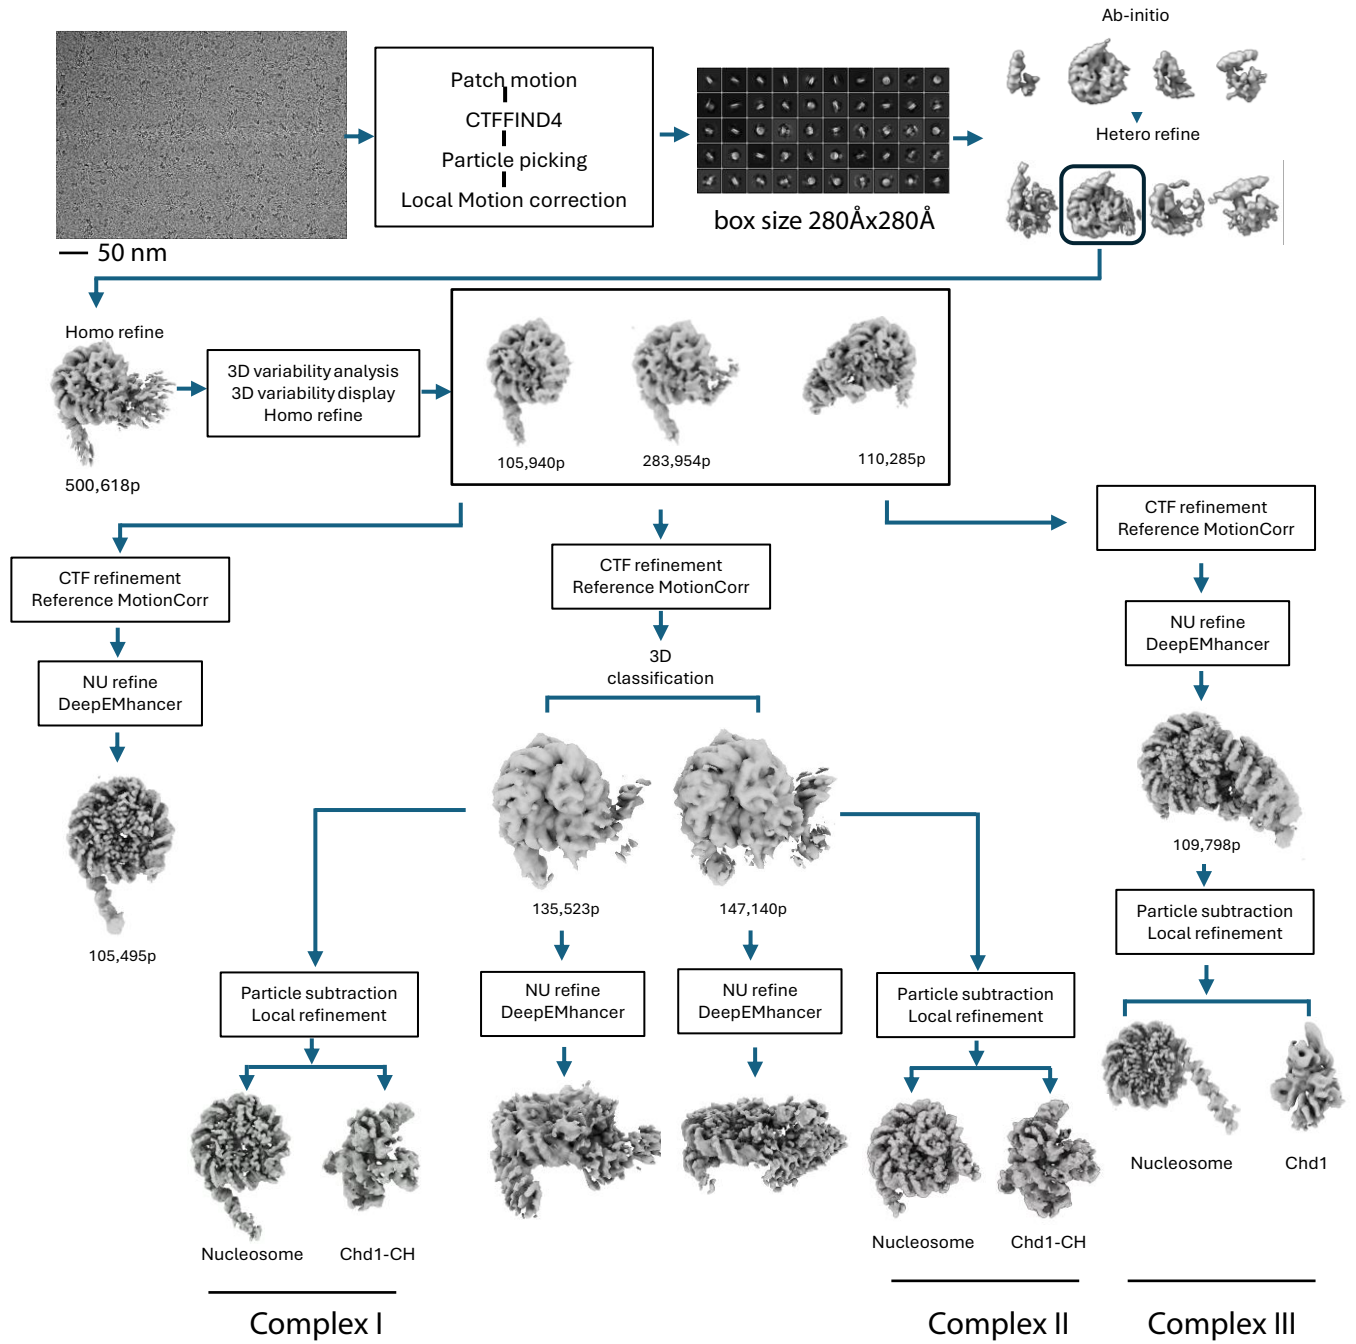 Ab-initio
Patch motion
CTFFIND4
Particle picking
Local Motion correction
Hetero refine
box size 280Åx280Å
50 nm
Homo refine
500,618p
3D variability analysis
3D variability display
Homo refine
105,940p
283,954p
110,285p
CTF refinement
Reference MotionCorr
NU refine
DeepEMhancer
105,495p
CTF refinement
Reference MotionCorr
3D
classification
135,523p
147,140p
CTF refinement
Reference MotionCorr
NU refine
DeepEMhancer
109,798p
Particle subtraction
Local refinement
Particle subtraction
Local refinement
NU refine
DeepEMhancer
NU refine
DeepEMhancer
Particle subtraction
Local refinement
Nucleosome
Chd1-CH
Nucleosome
Chd1-CH
Nucleosome
Chd1
Complex I
Complex II
Complex III